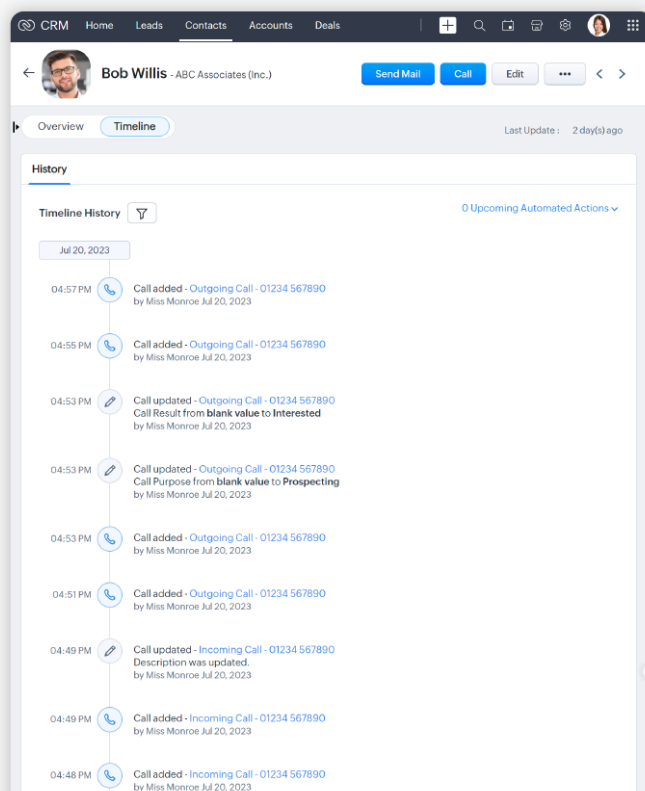 CRM Home Leads Contacts Accounts Deals
Bob Willis - ABC Associates (Inc.) Send Mail Call Edit
Overview Timeline Last Update : 2 day(s) ago
History
Timeline History 0 Upcoming Automated Actions
Jul 20, 2023
04:57 PM Call added - Outgoing Call - 01234 567890
by Miss Monroe Jul 20, 2023
04:55 PM Call added - Outgoing Call - 01234 567890
by Miss Monroe Jul 20, 2023
04:53 PM Call updated - Outgoing Call - 01234 567890
Call Result from blank value to Interested
by Miss Monroe Jul 20, 2023
04:53 PM Call updated - Outgoing Call - 01234 567890
Call Purpose from blank value to Prospecting
by Miss Monroe Jul 20, 2023
04:53 PM Call added - Outgoing Call - 01234 567890
by Miss Monroe Jul 20, 2023
04:51 PM Call added - Outgoing Call - 01234 567890
by Miss Monroe Jul 20, 2023
04:49 PM Call updated - Incoming Call - 01234 567890
Description was updated.
by Miss Monroe Jul 20, 2023
04:49 PM Call added - Incoming Call - 01234 567890
by Miss Monroe Jul 20, 2023
04:48 PM Call added - Incoming Call - 01234 567890
by Miss Monroe Jul 20, 2023